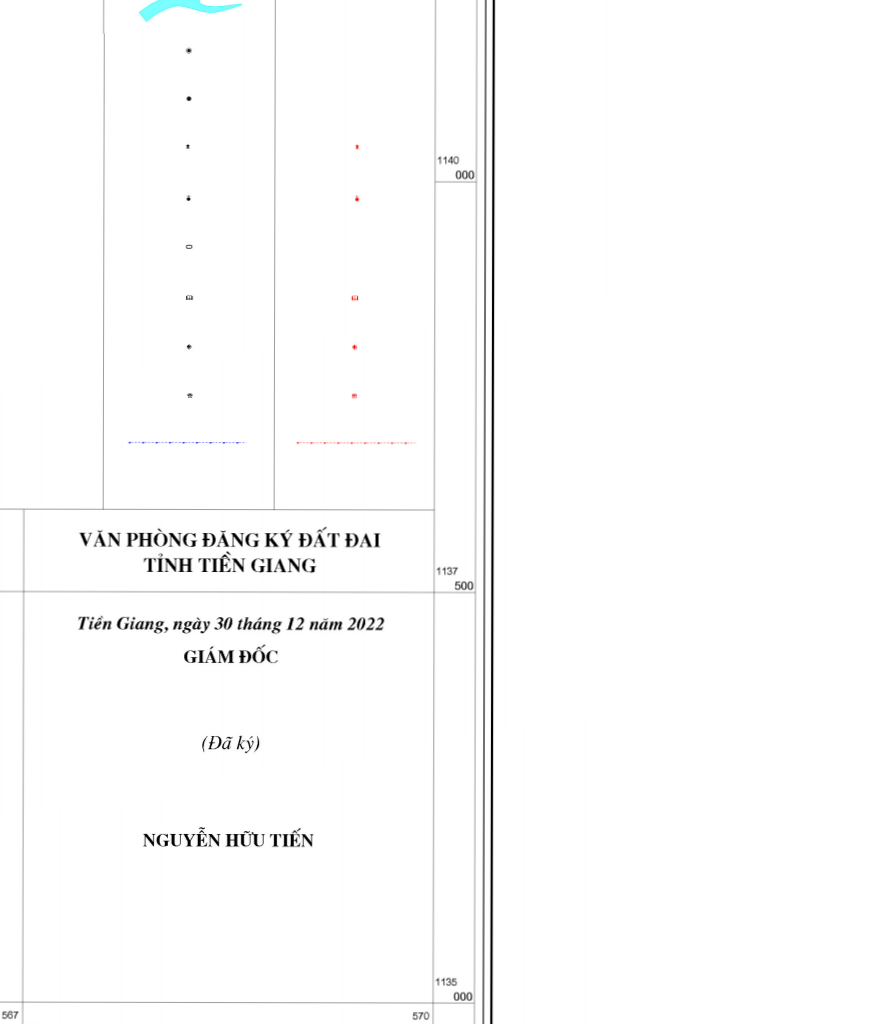 1140
000
VĂN PHÒNG ĐĂNG KÝ ĐẤT ĐAI
TỈNH TIỀN GIANG
1137
500
Tiền Giang, ngày 30 tháng 12 năm 2022
GIÁM ĐỐC
(Đã ký)
NGUYỄN HỮU TIẾN
1135
000
567
570